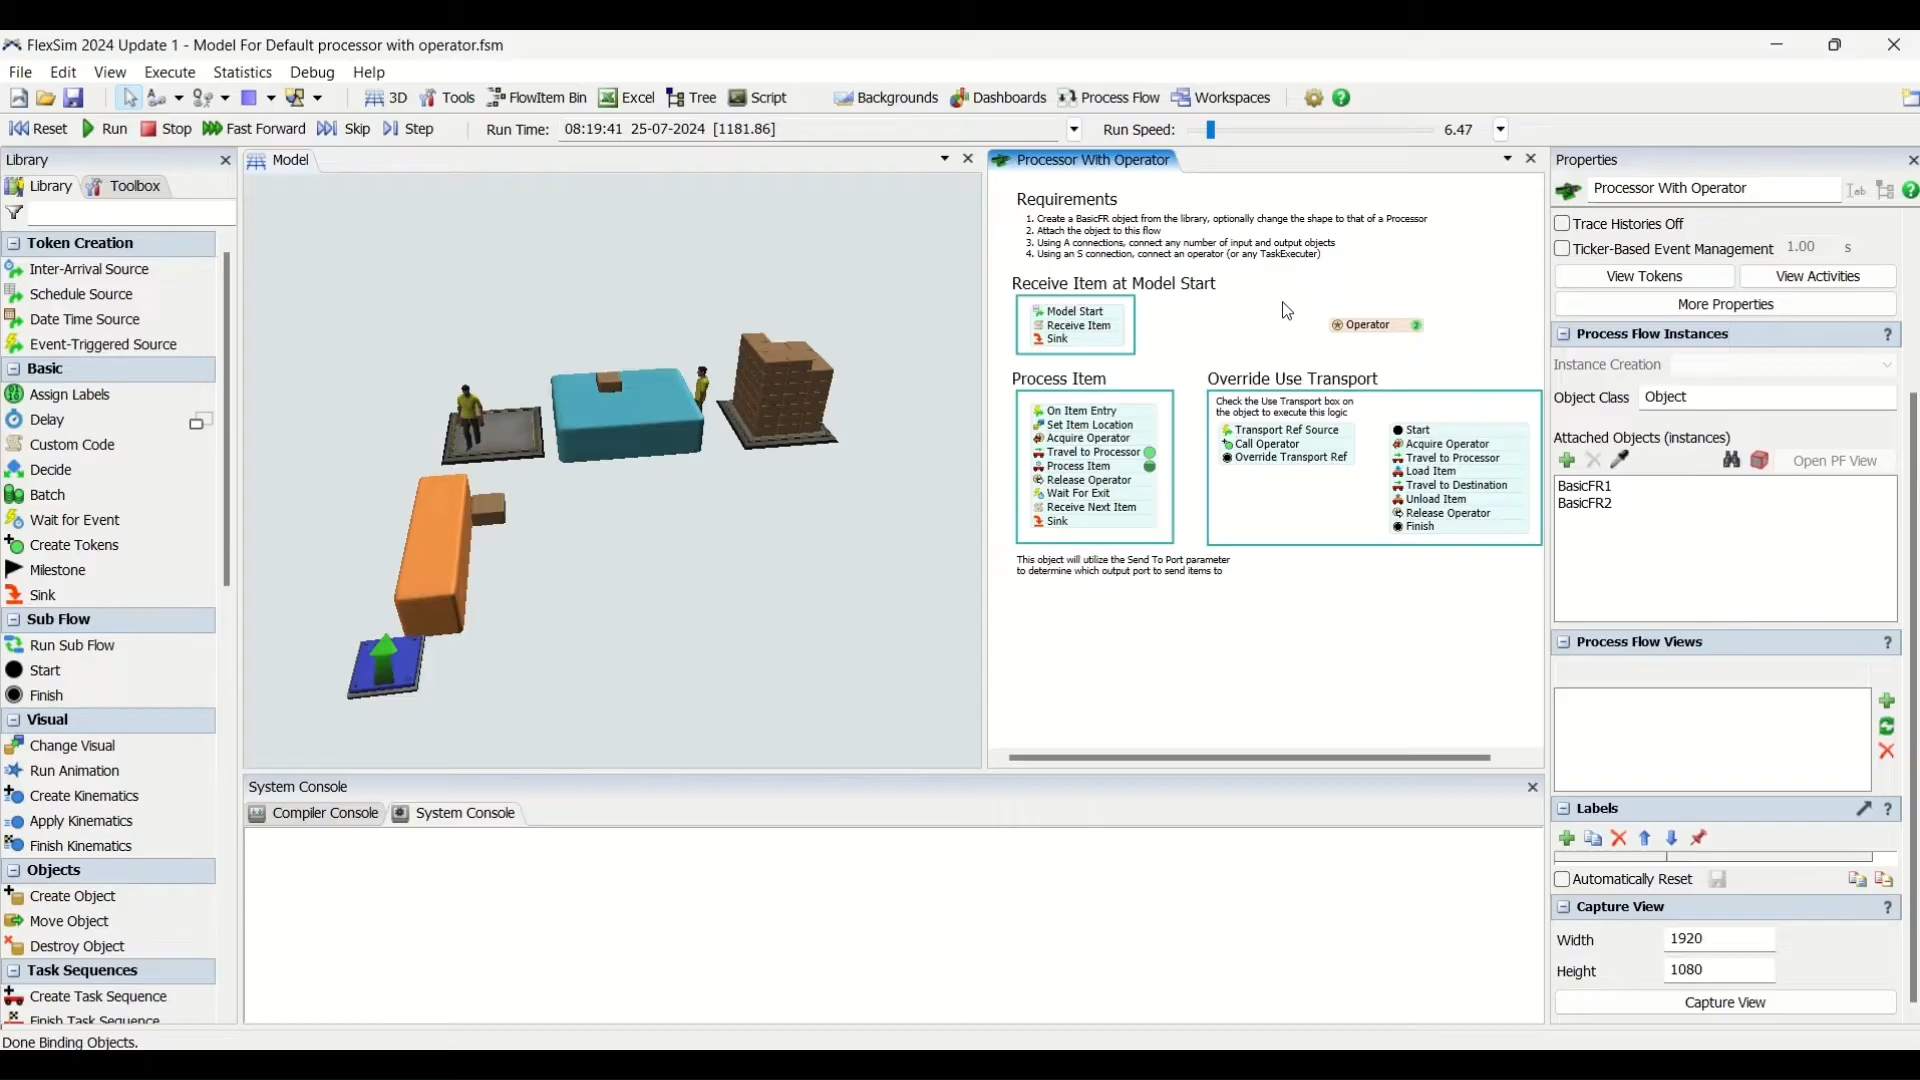 FlexSim 2024 Update 1 - Model For Default processor with operator.fsm
File Edit View Execute Statistics Debug Help
3D Tools FlowItem Bin Excel Tree Script Backgrounds Dashboards Process Flow Workspaces
Reset Run Stop Fast Forward Skip Step Run Time: 08:19:41 25-07-2024 [1181.86] Run Speed: 6.47
Library
Library Toolbox
Token Creation
Inter-Arrival Source
Schedule Source
Date Time Source
Event-Triggered Source
Basic
Assign Labels
Delay
Custom Code
Decide
Batch
Wait for Event
Create Tokens
Milestone
Sink
Sub Flow
Run Sub Flow
Start
Finish
Visual
Change Visual
Run Animation
Create Kinematics
Apply Kinematics
Finish Kinematics
Objects
Create Object
Move Object
Destroy Object
Task Sequences
Create Task Sequence
Finish Task Sequence
Done Binding Objects.
Model
Processor With Operator
Requirements
1. Create a BasicFR object from the library, optionally change the shape to that of a Processor
2. Attach the object to this flow
3. Using A connections, connect any number of input and output objects
4. Using an S connection, connect an operator (or any TaskExecuter)
Receive Item at Model Start
Model Start
Receive Item
Sink
Operator 2
Process Item
On Item Entry
Set Item Location
Acquire Operator
Travel to Processor
Process Item
Release Operator
Wait For Exit
Receive Next Item
Sink
Override Use Transport
Check the Use Transport box on
the object to execute this logic
Transport Ref Source
Call Operator
Override Transport Ref
Start
Acquire Operator
Travel to Processor
Load Item
Travel to Destination
Unload Item
Release Operator
Finish
This object will utilize the Send To Port parameter
to determine which output port to send items to
System Console
Compiler Console System Console
Properties
Processor With Operator
Trace Histories Off
Ticker-Based Event Management 1.00 s
View Tokens View Activities
More Properties
Process Flow Instances ?
Instance Creation
Object Class Object
Attached Objects (instances)
Open PF View
BasicFR1
BasicFR2
Process Flow Views ?
Labels ?
Automatically Reset
Capture View ?
Width 1920
Height 1080
Capture View